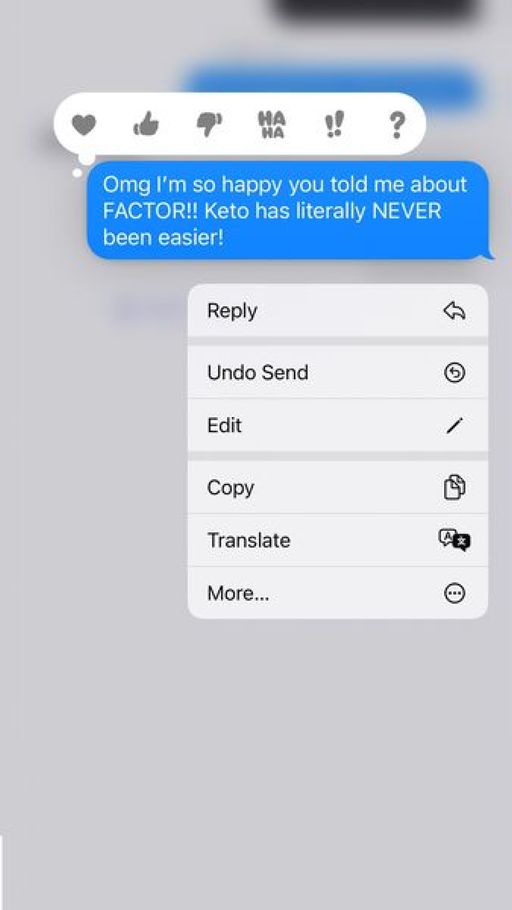 HA
HA
!!
?
Omg I'm so happy you told me about
FACTOR!! Keto has literally NEVER
been easier!
Reply
Undo Send
Edit
Copy
Translate
More...